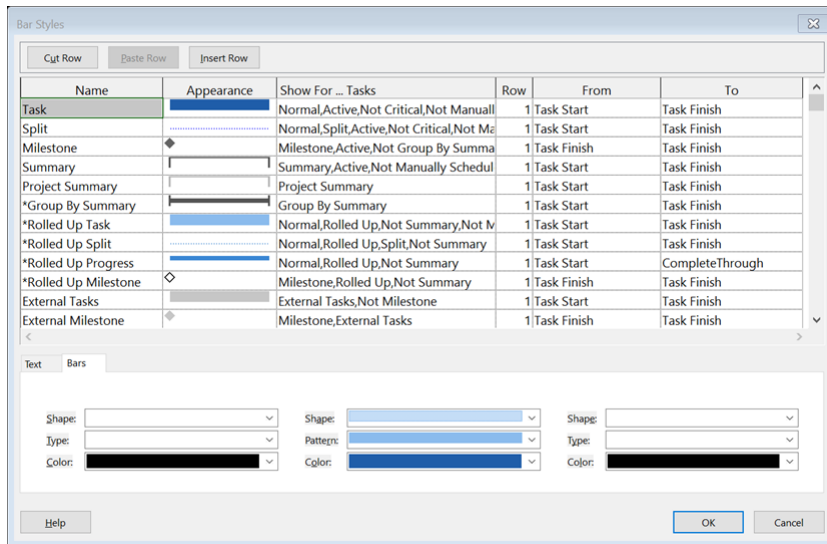 Bar Styles
Cut Row Paste Row Insert Row
Name Appearance Show For ... Tasks Row From To
Task Normal,Active,Not Critical,Not Manuall 1 Task Start Task Finish
Split Normal,Split,Active,Not Critical,Not Ma 1 Task Start Task Finish
Milestone Milestone,Active,Not Group By Summa 1 Task Finish Task Finish
Summary Summary,Active,Not Manually Schedul 1 Task Start Task Finish
Project Summary Project Summary 1 Task Start Task Finish
*Group By Summary Group By Summary 1 Task Start Task Finish
*Rolled Up Task Normal,Rolled Up,Not Summary,Not M 1 Task Start Task Finish
*Rolled Up Split Normal,Rolled Up,Split,Not Summary 1 Task Start Task Finish
*Rolled Up Progress Normal,Rolled Up,Not Summary 1 Task Start CompleteThrough
*Rolled Up Milestone Milestone,Rolled Up,Not Summary 1 Task Finish Task Finish
External Tasks External Tasks,Not Milestone 1 Task Start Task Finish
External Milestone Milestone,External Tasks 1 Task Finish Task Finish
Text Bars
Shape: Shape: Shape:
Type: Pattern: Type:
Color: Color: Color:
Help OK Cancel